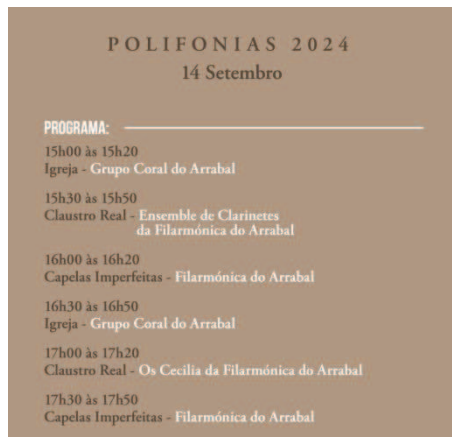 POLIFONIAS 2024
14 Setembro
PROGRAMA:
15h00 às 15h20
Igreja - Grupo Coral do Arrabal
15h30 às 15h50
Claustro Real - Ensemble de Clarinetes
da Filarmónica do Arrabal
16h00 às 16h20
Capelas Imperfeitas - Filarmónica do Arrabal
16h30 às 16h50
Igreja - Grupo Coral do Arrabal
17h00 às 17h20
Claustro Real - Os Cecilia da Filarmónica do Arrabal
17h30 às 17h50
Capelas Imperfeitas - Filarmónica do Arrabal